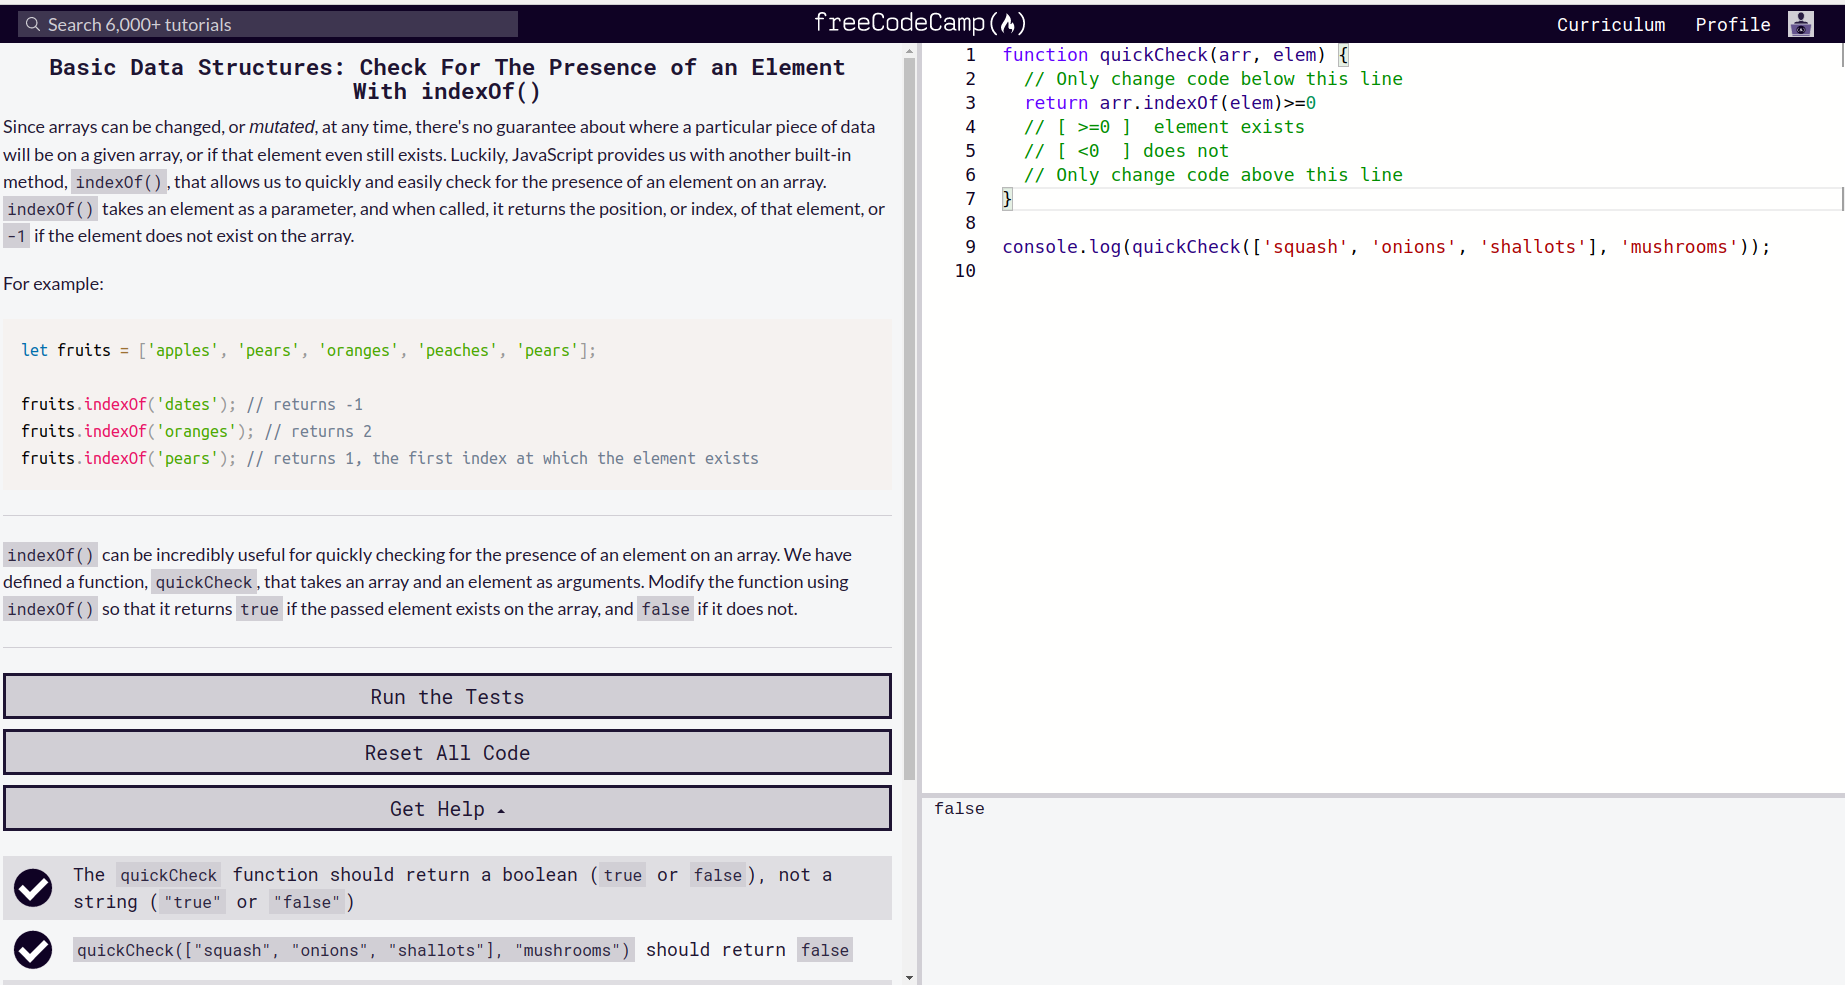 Search 6,000+ tutorials
freeCodeCamp(🔥)
Curriculum
Profile
Basic Data Structures: Check For The Presence of an Element
With indexOf()
Since arrays can be changed, or mutated, at any time, there's no guarantee about where a particular piece of data
will be on a given array, or if that element even still exists. Luckily, JavaScript provides us with another built-in
method, indexOf(), that allows us to quickly and easily check for the presence of an element on an array.
indexOf() takes an element as a parameter, and when called, it returns the position, or index, of that element, or
-1 if the element does not exist on the array.
For example:
let fruits = ['apples', 'pears', 'oranges', 'peaches', 'pears'];
fruits.indexOf('dates'); // returns -1
fruits.indexOf('oranges'); // returns 2
fruits.indexOf('pears'); // returns 1, the first index at which the element exists
indexOf() can be incredibly useful for quickly checking for the presence of an element on an array. We have
defined a function, quickCheck, that takes an array and an element as arguments. Modify the function using
indexOf() so that it returns true if the passed element exists on the array, and false if it does not.
Run the Tests
Reset All Code
Get Help
The quickCheck function should return a boolean (true or false), not a
string ("true" or "false")
quickCheck(["squash", "onions", "shallots"], "mushrooms") should return false
1 function quickCheck(arr, elem) {
2 // Only change code below this line
3 return arr.indexOf(elem)>=0
4 // [ >=0 ]  element exists
5 // [ <0  ] does not
6 // Only change code above this line
7 }
8
9 console.log(quickCheck(['squash', 'onions', 'shallots'], 'mushrooms'));
10
false